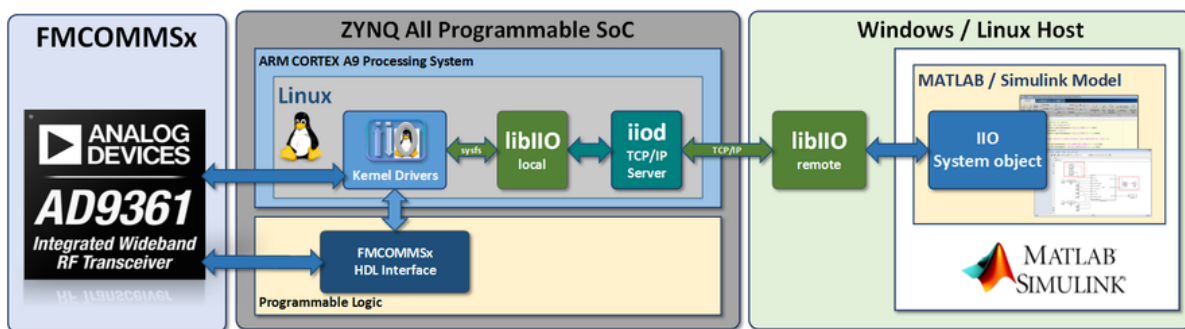 FMCOMMSx
ANALOG
DEVICES
AD9361
Integrated Wideband
RF Transceiver
ZYNQ All Programmable SoC
ARM CORTEX A9 Processing System
Linux
iio
Kernel Drivers
sysfs
libIIO
local
iiod
TCP/IP
Server
TCP/IP
FMCOMMSx
HDL Interface
Programmable Logic
Windows / Linux Host
libIIO
remote
MATLAB / Simulink Model
IIO
System object
MATLAB
SIMULINK